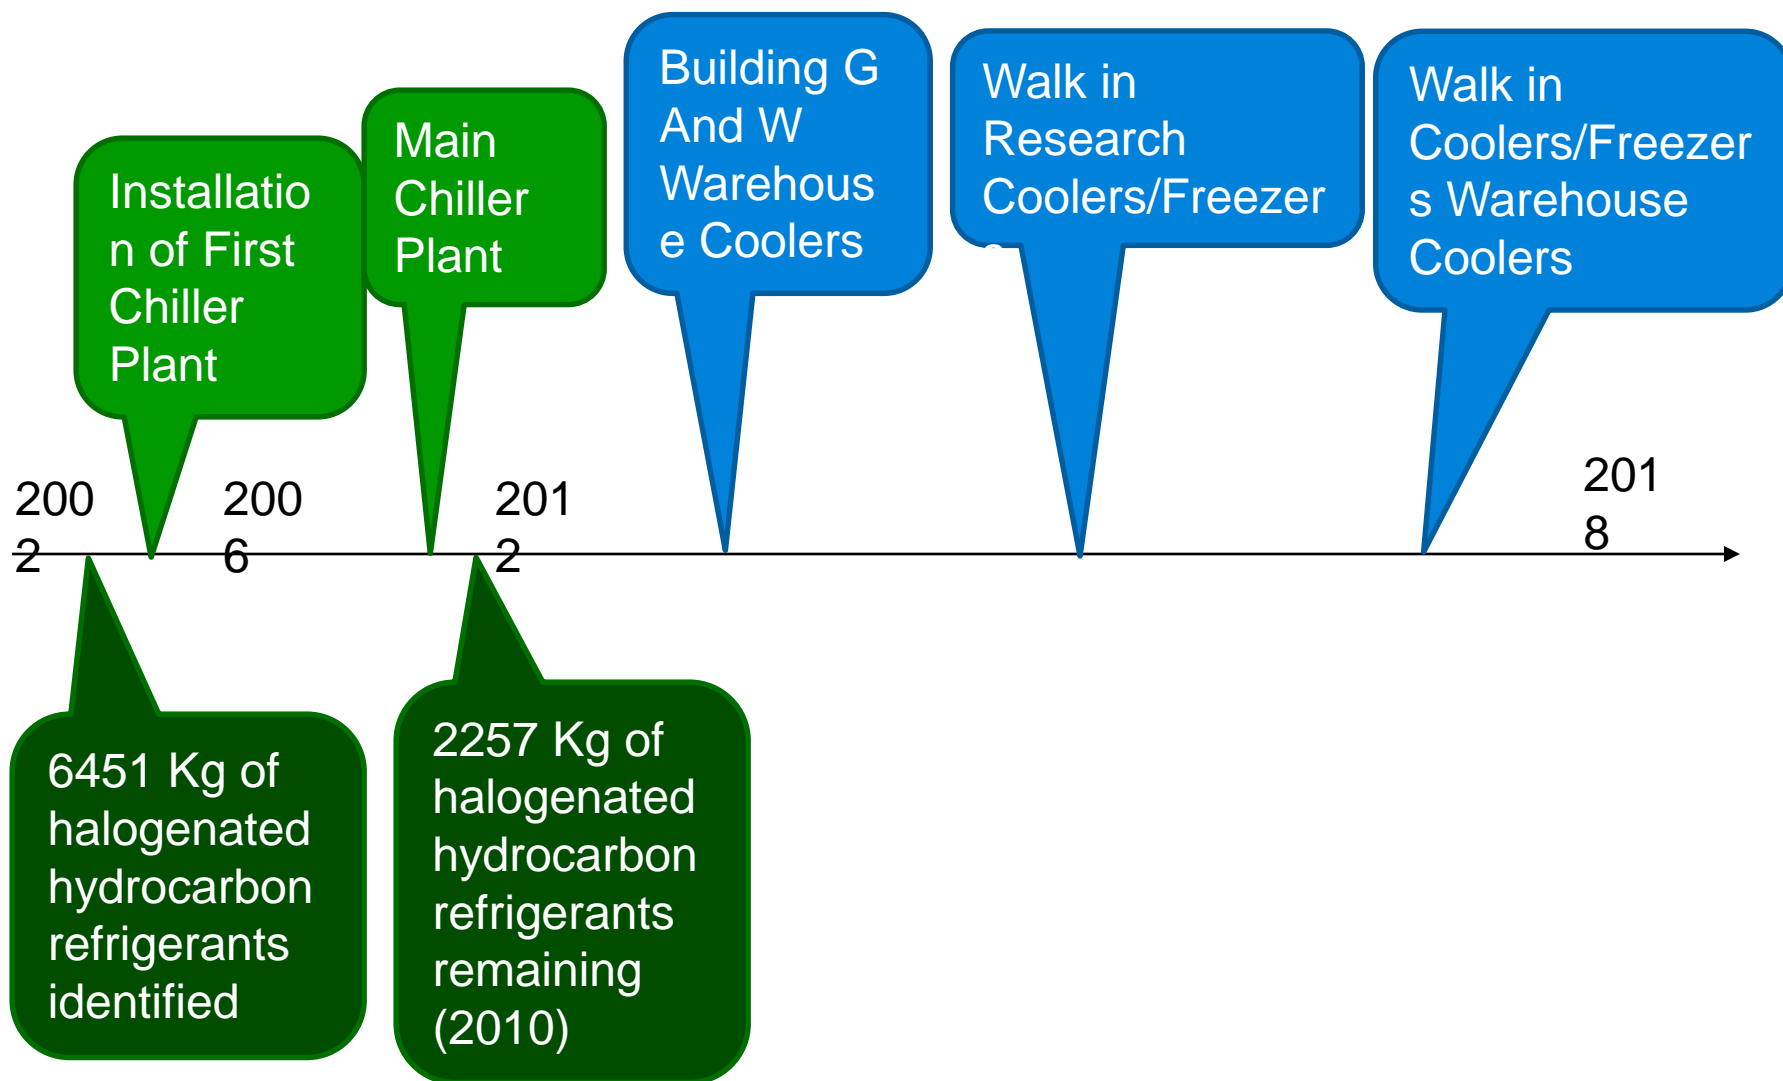 Installatio
n of First
Chiller
Plant
Main
Chiller
Plant
Building G
And W
Warehous
e Coolers
Walk in
Research
Coolers/Freezer
s
Walk in
Coolers/Freezer
s Warehouse
Coolers
200
2
200
6
201
2
201
8
6451 Kg of
halogenated
hydrocarbon
refrigerants
identified
2257 Kg of
halogenated
hydrocarbon
refrigerants
remaining
(2010)